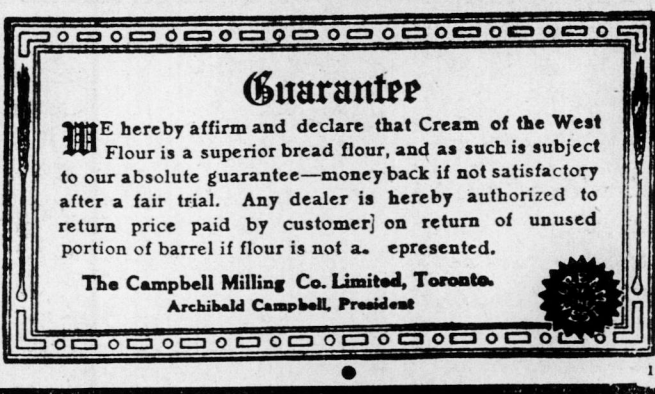 Guarantee
WE hereby affirm and declare that Cream of the West
Flour is a superior bread flour, and as such is subject
to our absolute guarantee—money back if not satisfactory
after a fair trial. Any dealer is hereby authorized to
return price paid by customer] on return of unused
portion of barrel if flour is not a. epresented.
The Campbell Milling Co. Limited, Toronto.
Archibald Campbell, President
1